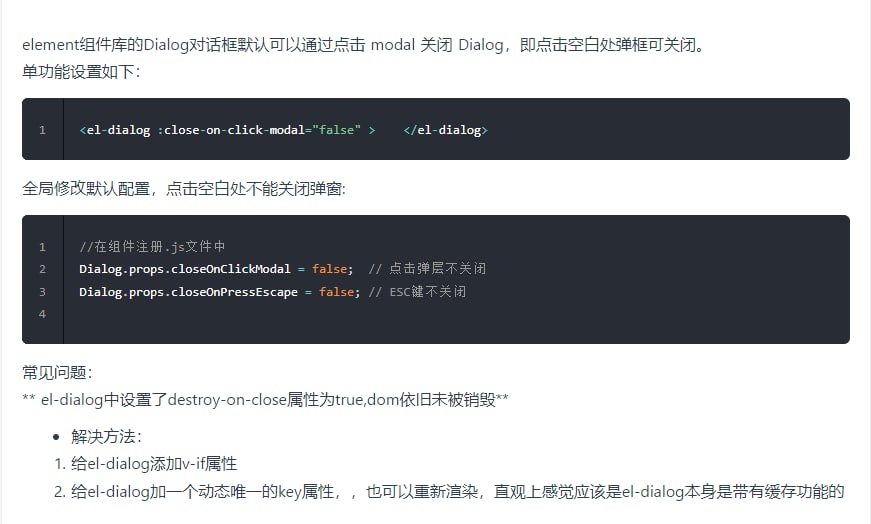 element组件库的Dialog对话框默认可以通过点击 modal 关闭 Dialog，即点击空白处弹框可关闭。
单功能设置如下：
1 <el-dialog :close-on-click-modal="false" >    </el-dialog>
全局修改默认配置，点击空白处不能关闭弹窗:
1 //在组件注册.js文件中
2 Dialog.props.closeOnClickModal = false;  // 点击弹层不关闭
3 Dialog.props.closeOnPressEscape = false; // ESC键不关闭
4
常见问题：
** el-dialog中设置了destroy-on-close属性为true,dom依旧未被销毁**
• 解决方法：
1. 给el-dialog添加v-if属性
2. 给el-dialog加一个动态唯一的key属性，，也可以重新渲染，直观上感觉应该是el-dialog本身是带有缓存功能的